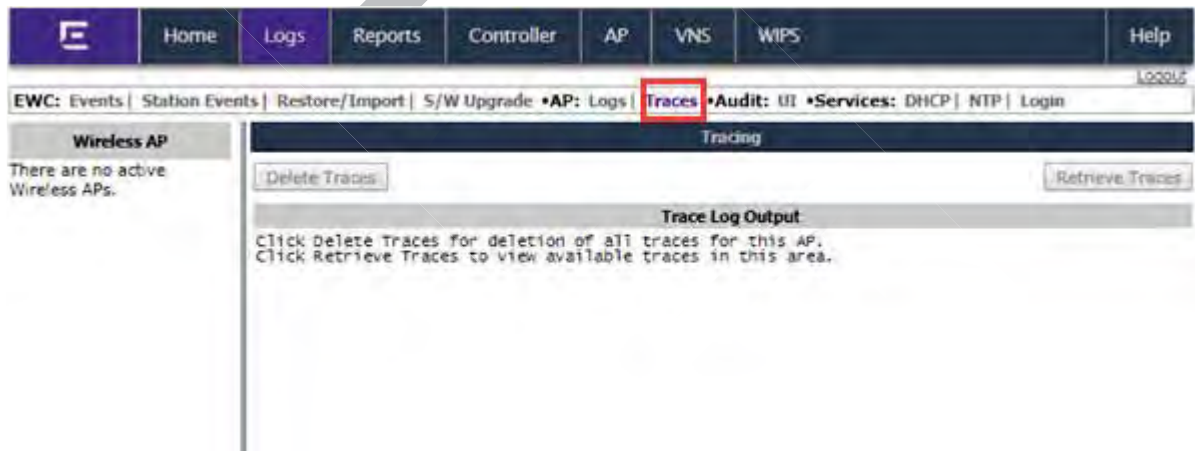 E Home Logs Reports Controller AP VNS WIPS Help
Logout
EWC: Events | Station Events | Restore/Import | S/W Upgrade •AP: Logs | Traces •Audit: UI •Services: DHCP | NTP | Login
Wireless AP
Tracing
There are no active
Wireless APs.
Delete Traces
Retrieve Traces
Trace Log Output
Click Delete Traces for deletion of all traces for this AP.
Click Retrieve Traces to view available traces in this area.